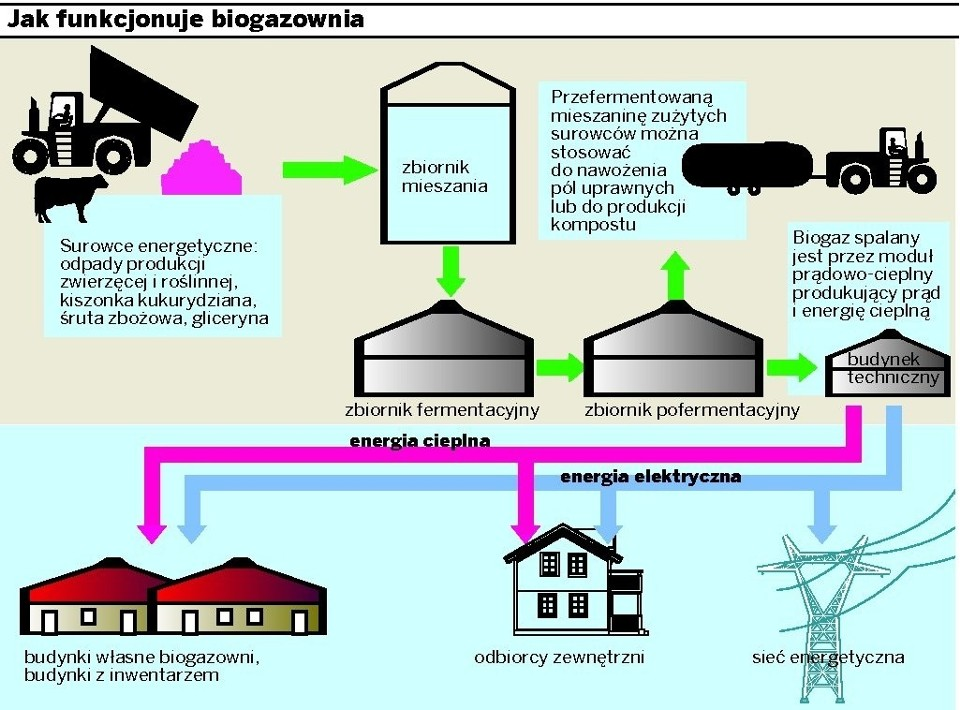 Jak funkcjonuje biogazownia
Surowce energetyczne:
odpady produkcji
zwierzęcej i roślinnej,
kiszonka kukurydziana,
śruta zbożowa, gliceryna
zbiornik
mieszania
Przefermentowaną
mieszaninę zużytych
surowców można
stosować
do nawożenia
pól uprawnych
lub do produkcji
kompostu
Biogaz spalany
jest przez moduł
prądowo-cieplny
produkujący prąd
i energię cieplną
budynek
techniczny
zbiornik fermentacyjny
zbiornik pofermentacyjny
energia cieplna
energia elektryczna
budynki własne biogazowni,
budynki z inwentarzem
odbiorcy zewnętrzni
sieć energetyczna